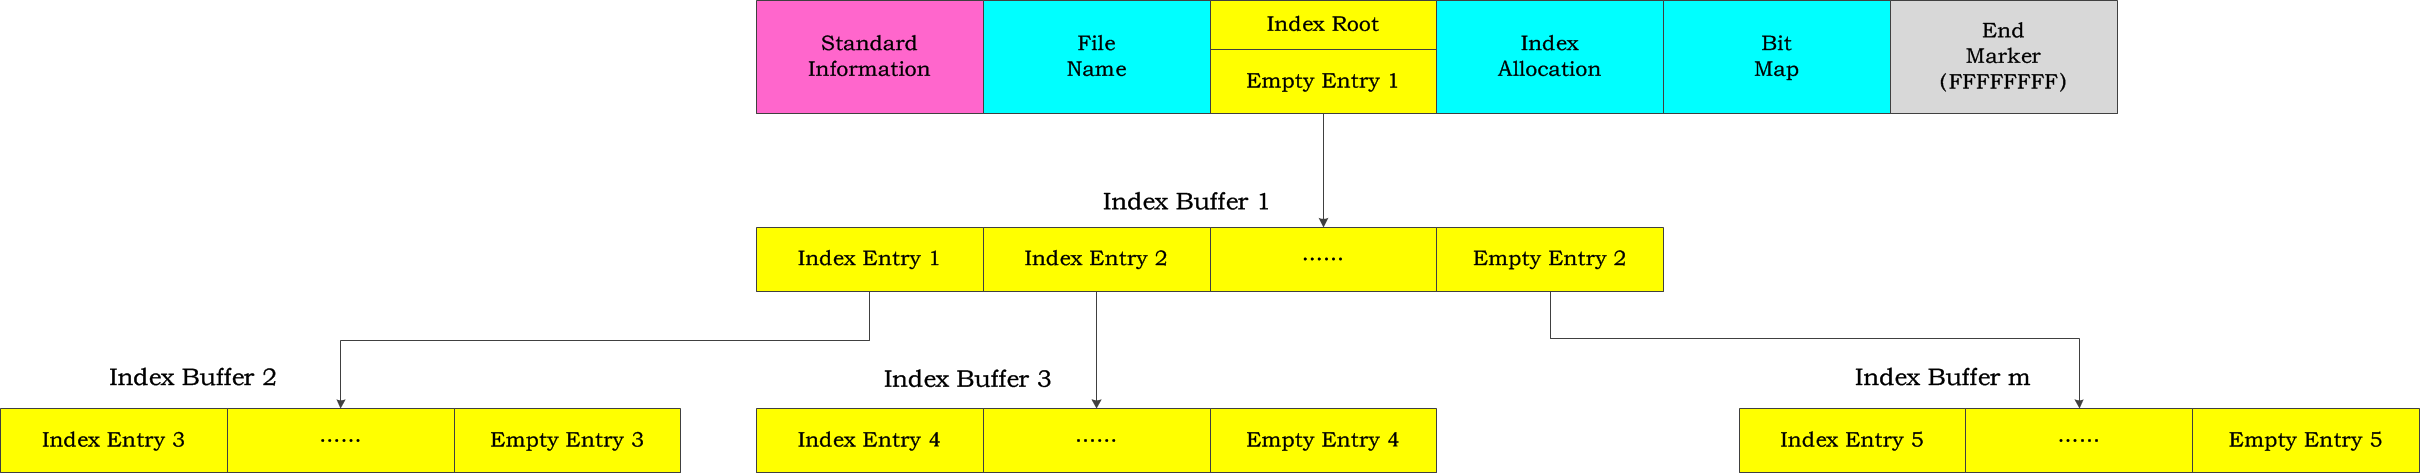 Standard
Information
File
Name
Index Root
Empty Entry 1
Index
Allocation
Bit
Map
End
Marker
(FFFFFFFF)
Index Buffer 1
Index Entry 1
Index Entry 2
······
Empty Entry 2
Index Buffer 2
Index Buffer 3
Index Buffer m
Index Entry 3
······
Empty Entry 3
Index Entry 4
······
Empty Entry 4
Index Entry 5
······
Empty Entry 5